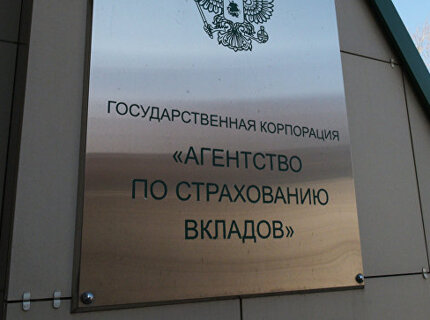 ГОСУДАРСТВЕННАЯ КОРПОРАЦИЯ
«АГЕНТСТВО
ПО СТРАХОВАНИЮ
ВКЛАДОВ»